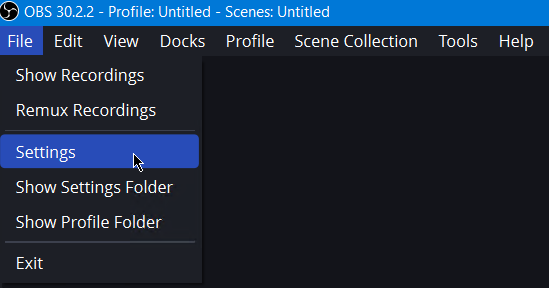 OBS 30.2.2 - Profile: Untitled - Scenes: Untitled
File Edit View Docks Profile Scene Collection Tools Help
Show Recordings
Remux Recordings
Settings
Show Settings Folder
Show Profile Folder
Exit